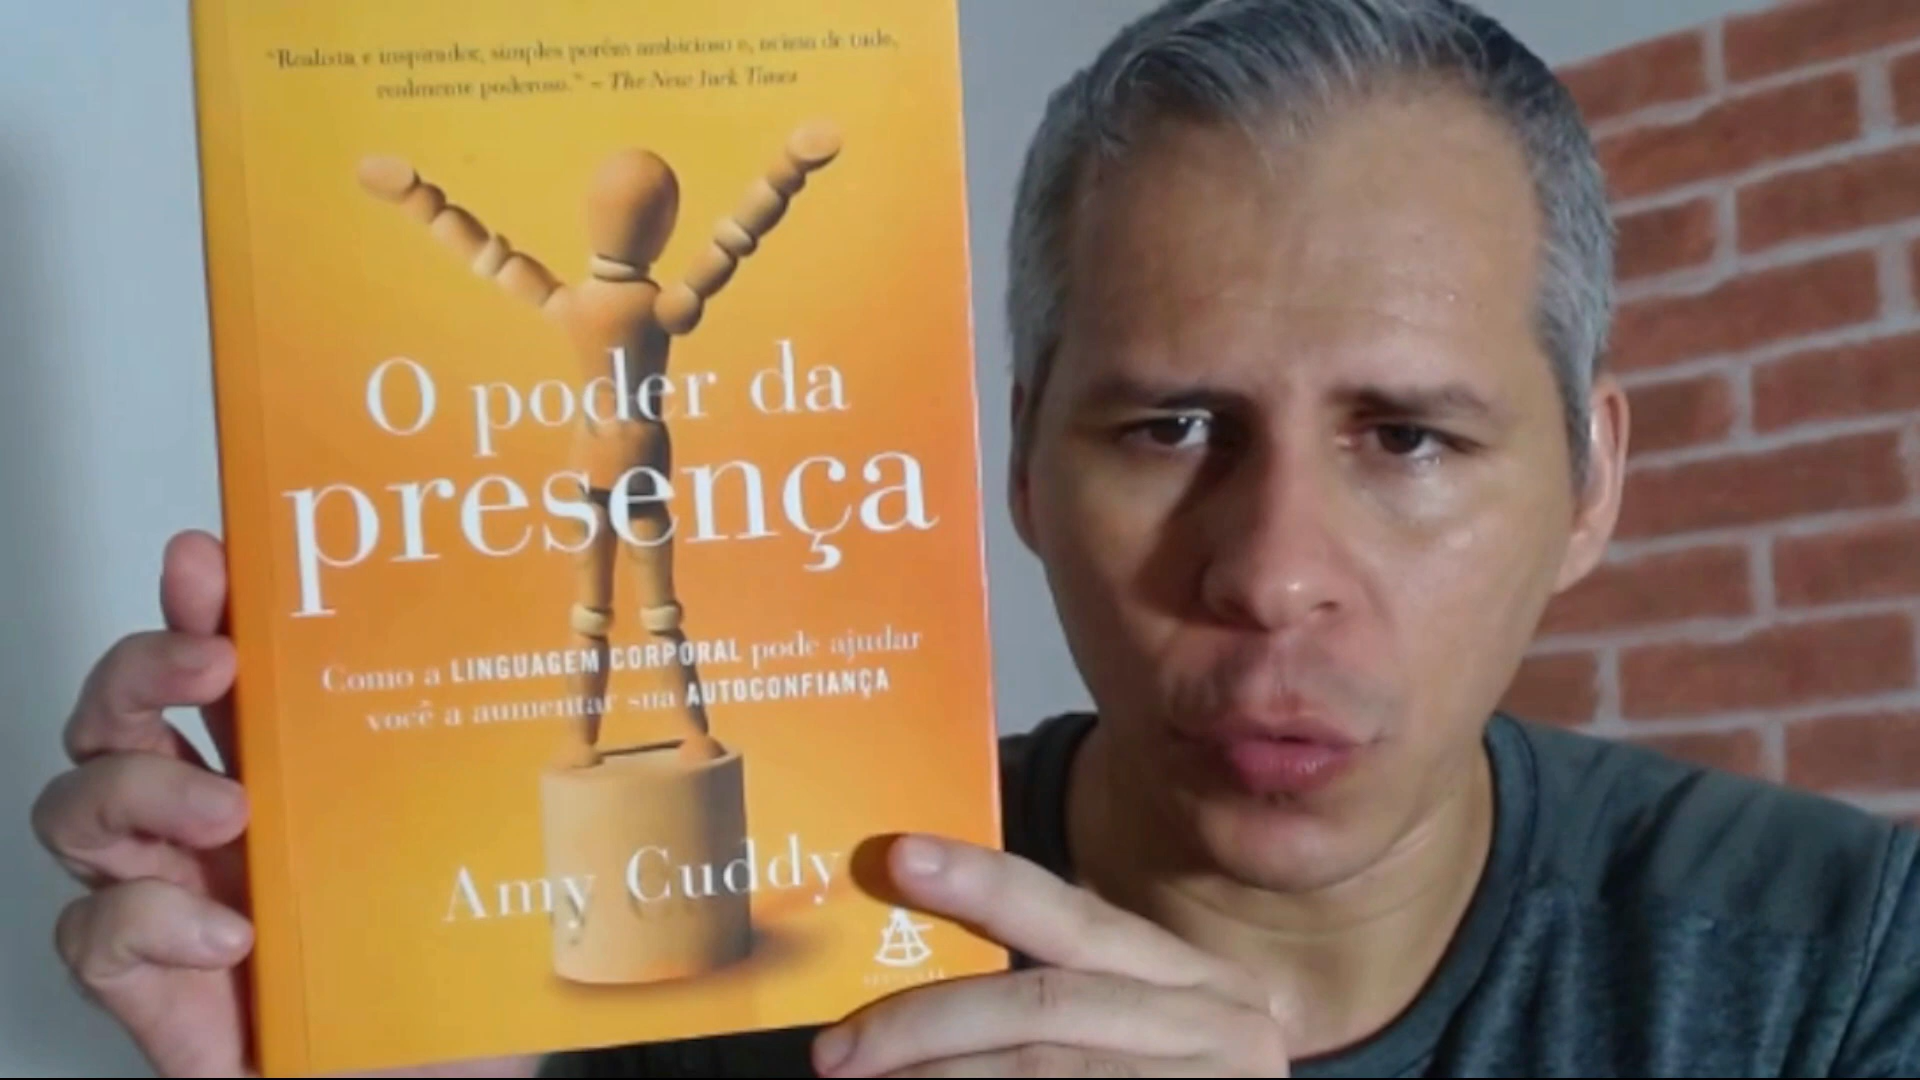 "Realista e inspirador, simples porém ambicioso e, acima de tudo,
realmente poderoso." – The New York Times
O poder da
presença
Como a LINGUAGEM CORPORAL pode ajudar
você a aumentar sua AUTOCONFIANÇA
Amy Cuddy
SEXTANTE